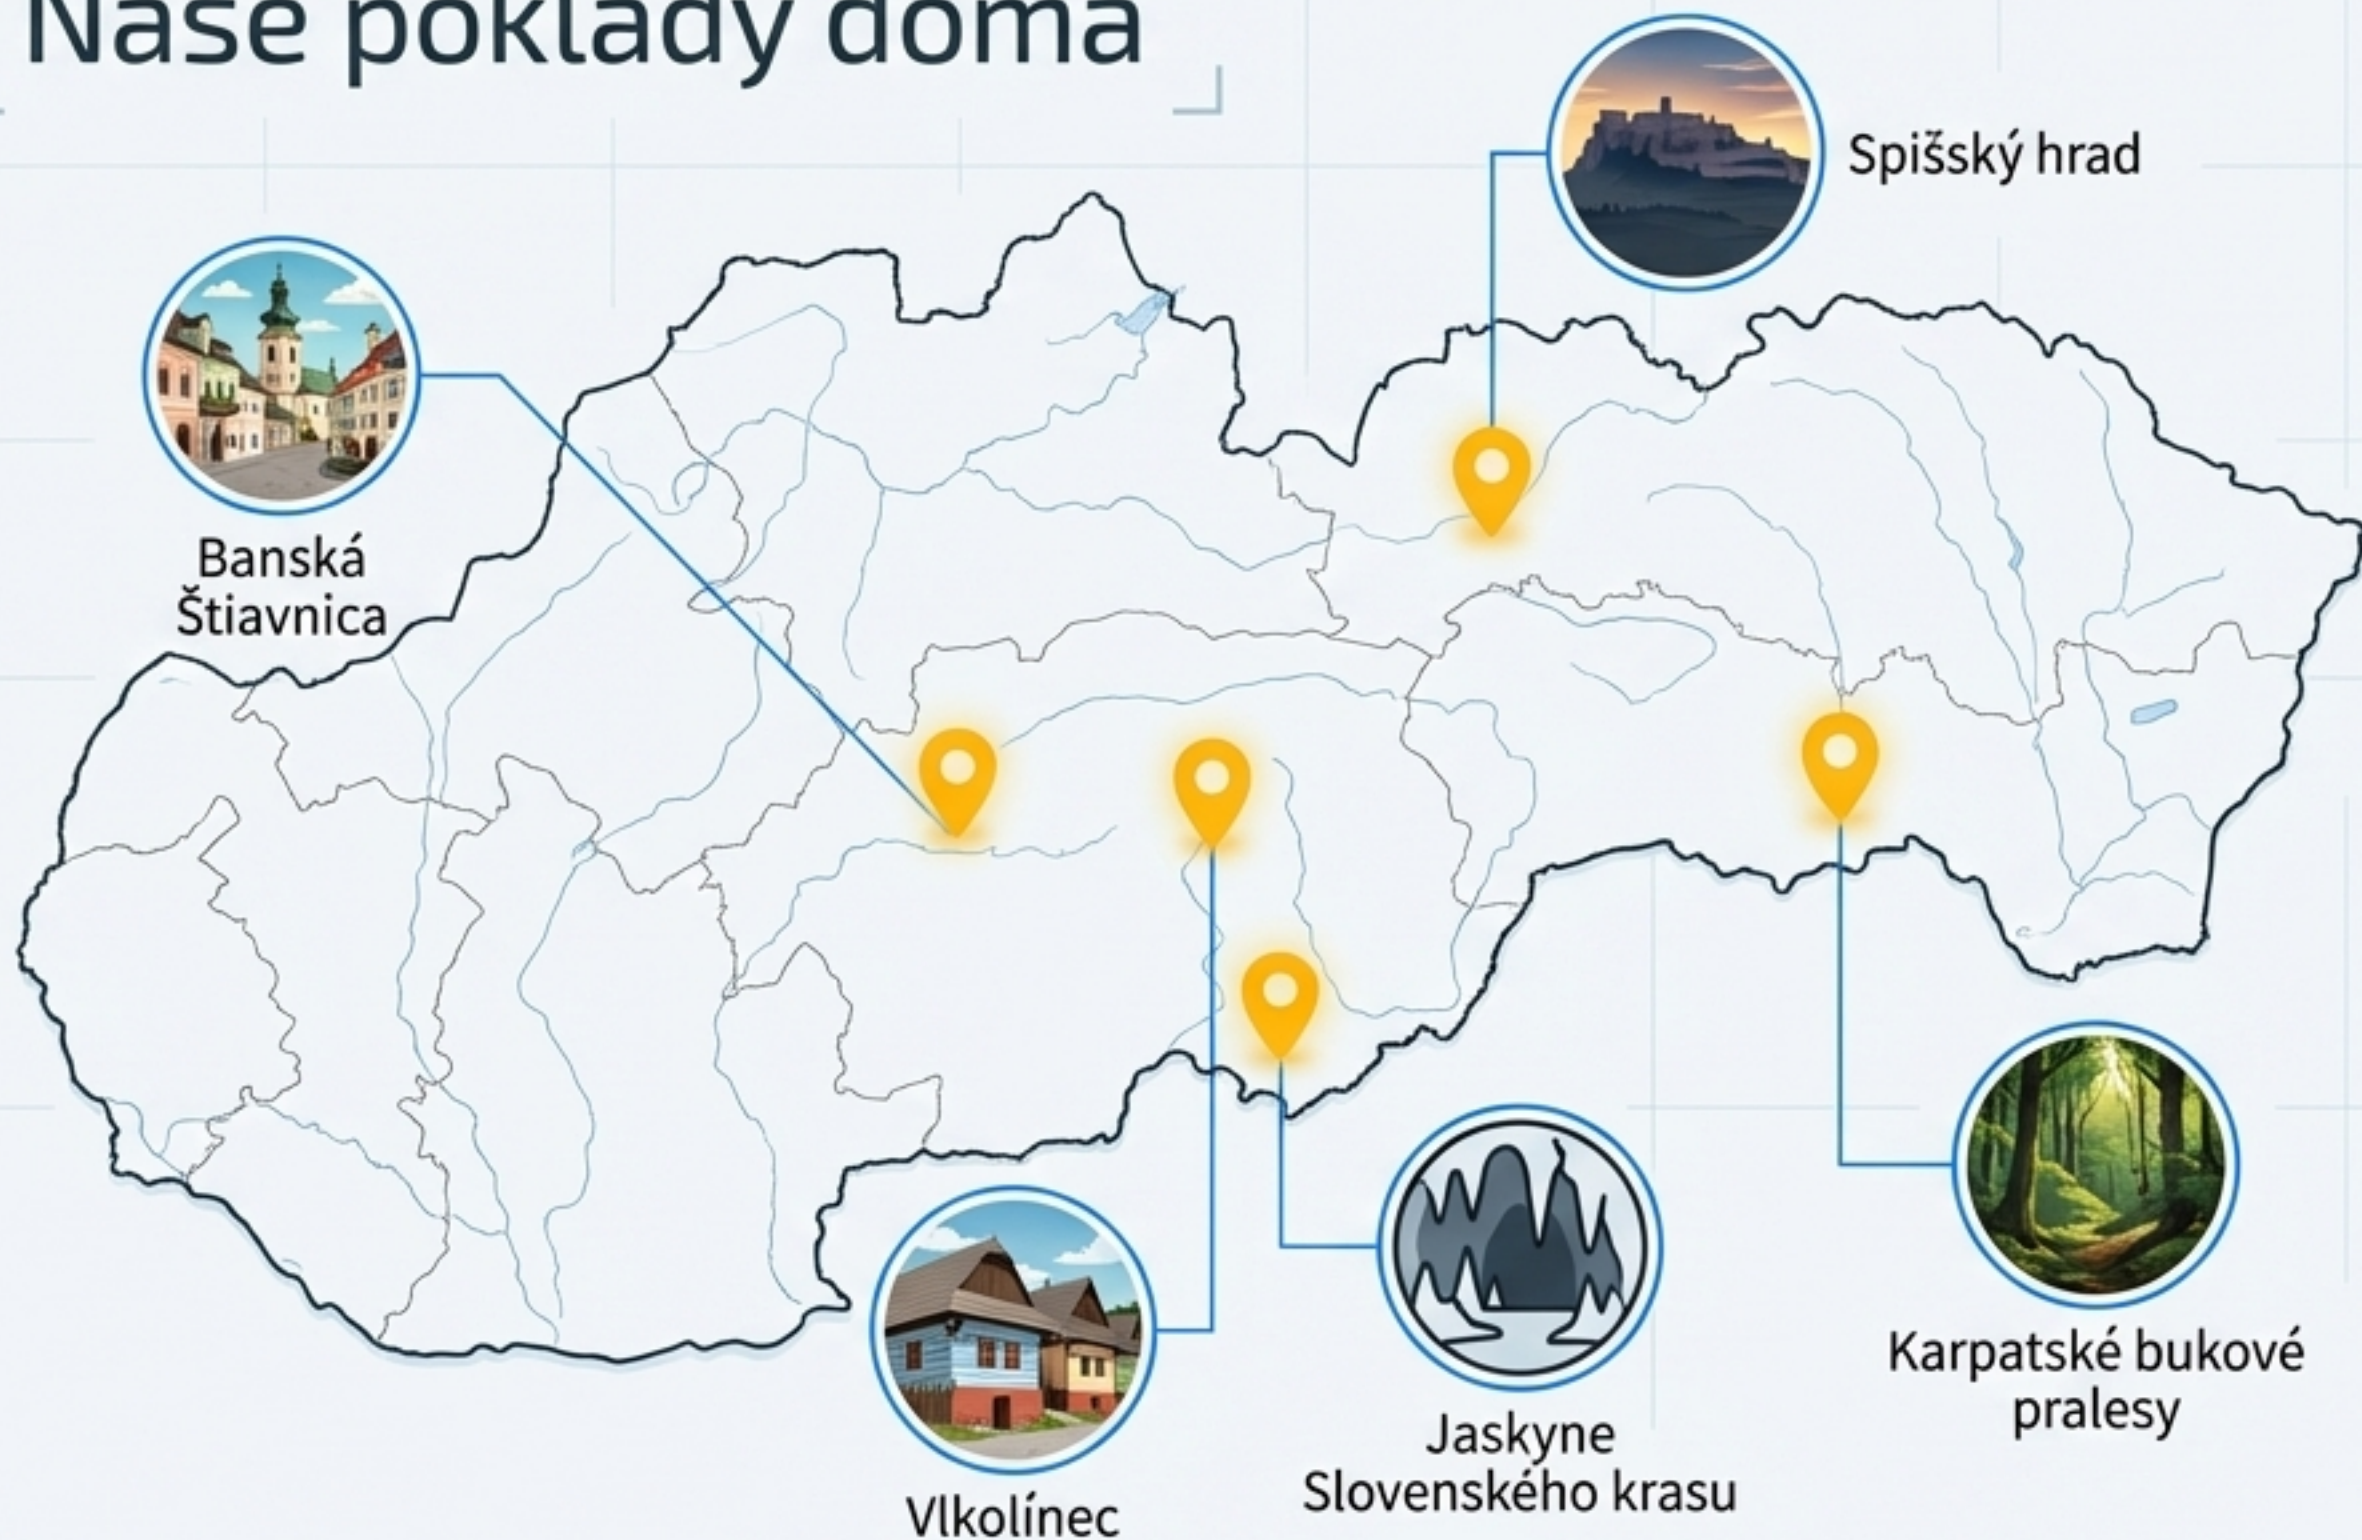 Naše poklady doma
Spišský hrad
Banská
Štiavnica
Karpatské bukové
pralesy
Jaskyne
Slovenského krasu
Vlkolínec